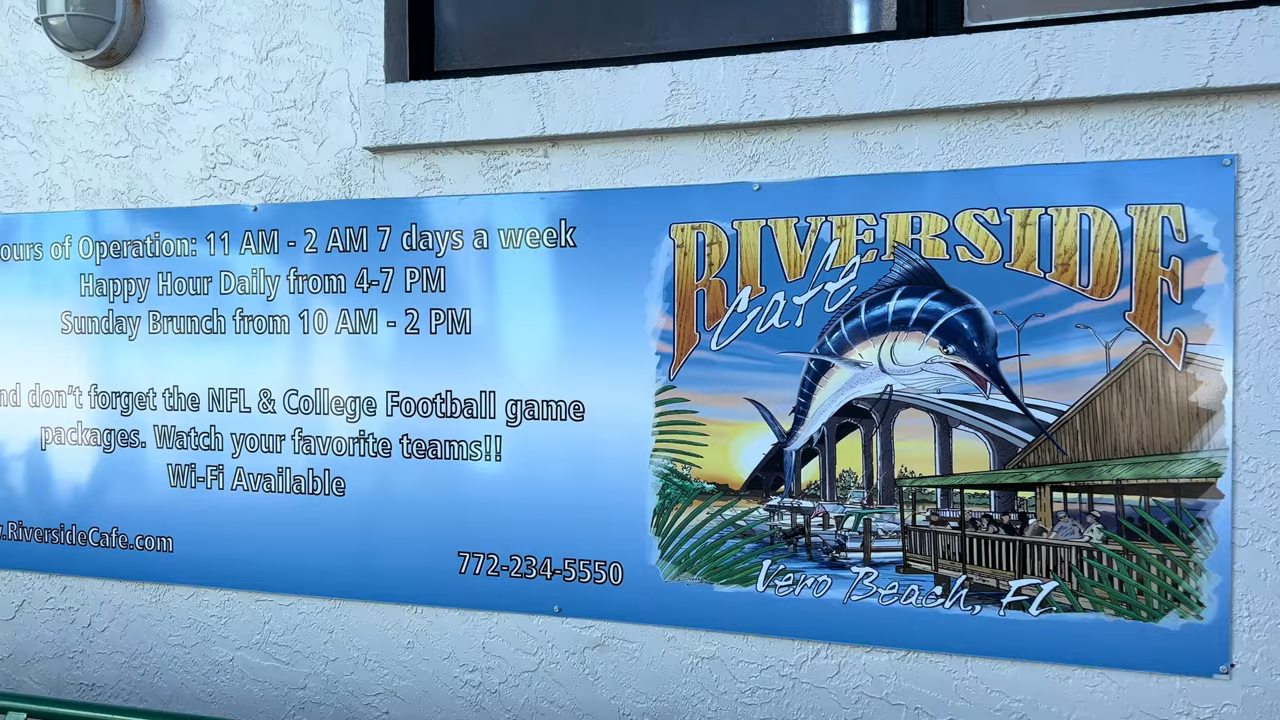 ours of Operation: 11 AM - 2 AM 7 days a week
Happy Hour Daily from 4-7 PM
Sunday Brunch from 10 AM - 2 PM
nd don't forget the NFL & College Football game
packages. Watch your favorite teams!!
Wi-Fi Available
.RiversideCafe.com
772-234-5550
RIVERSIDE
Cafe
Vero Beach, FL